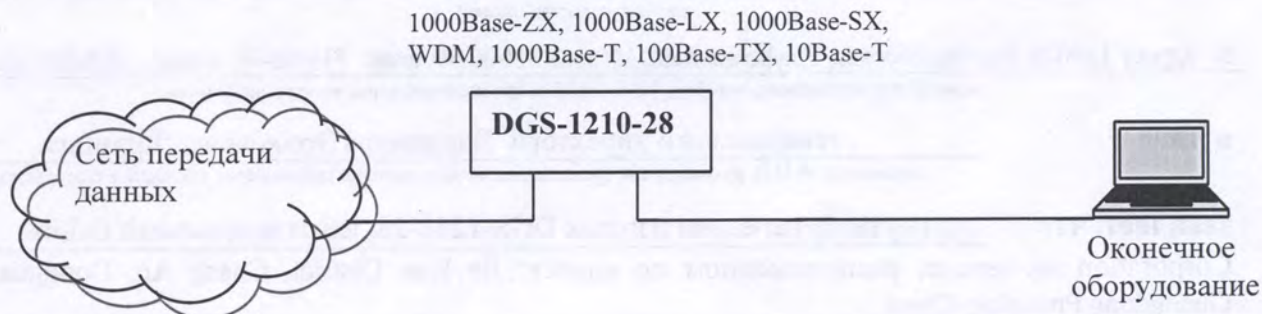 1000Base-ZX, 1000Base-LX, 1000Base-SX,
WDM, 1000Base-T, 100Base-TX, 10Base-T
DGS-1210-28
Сеть передачи
данных
Оконечное
оборудование